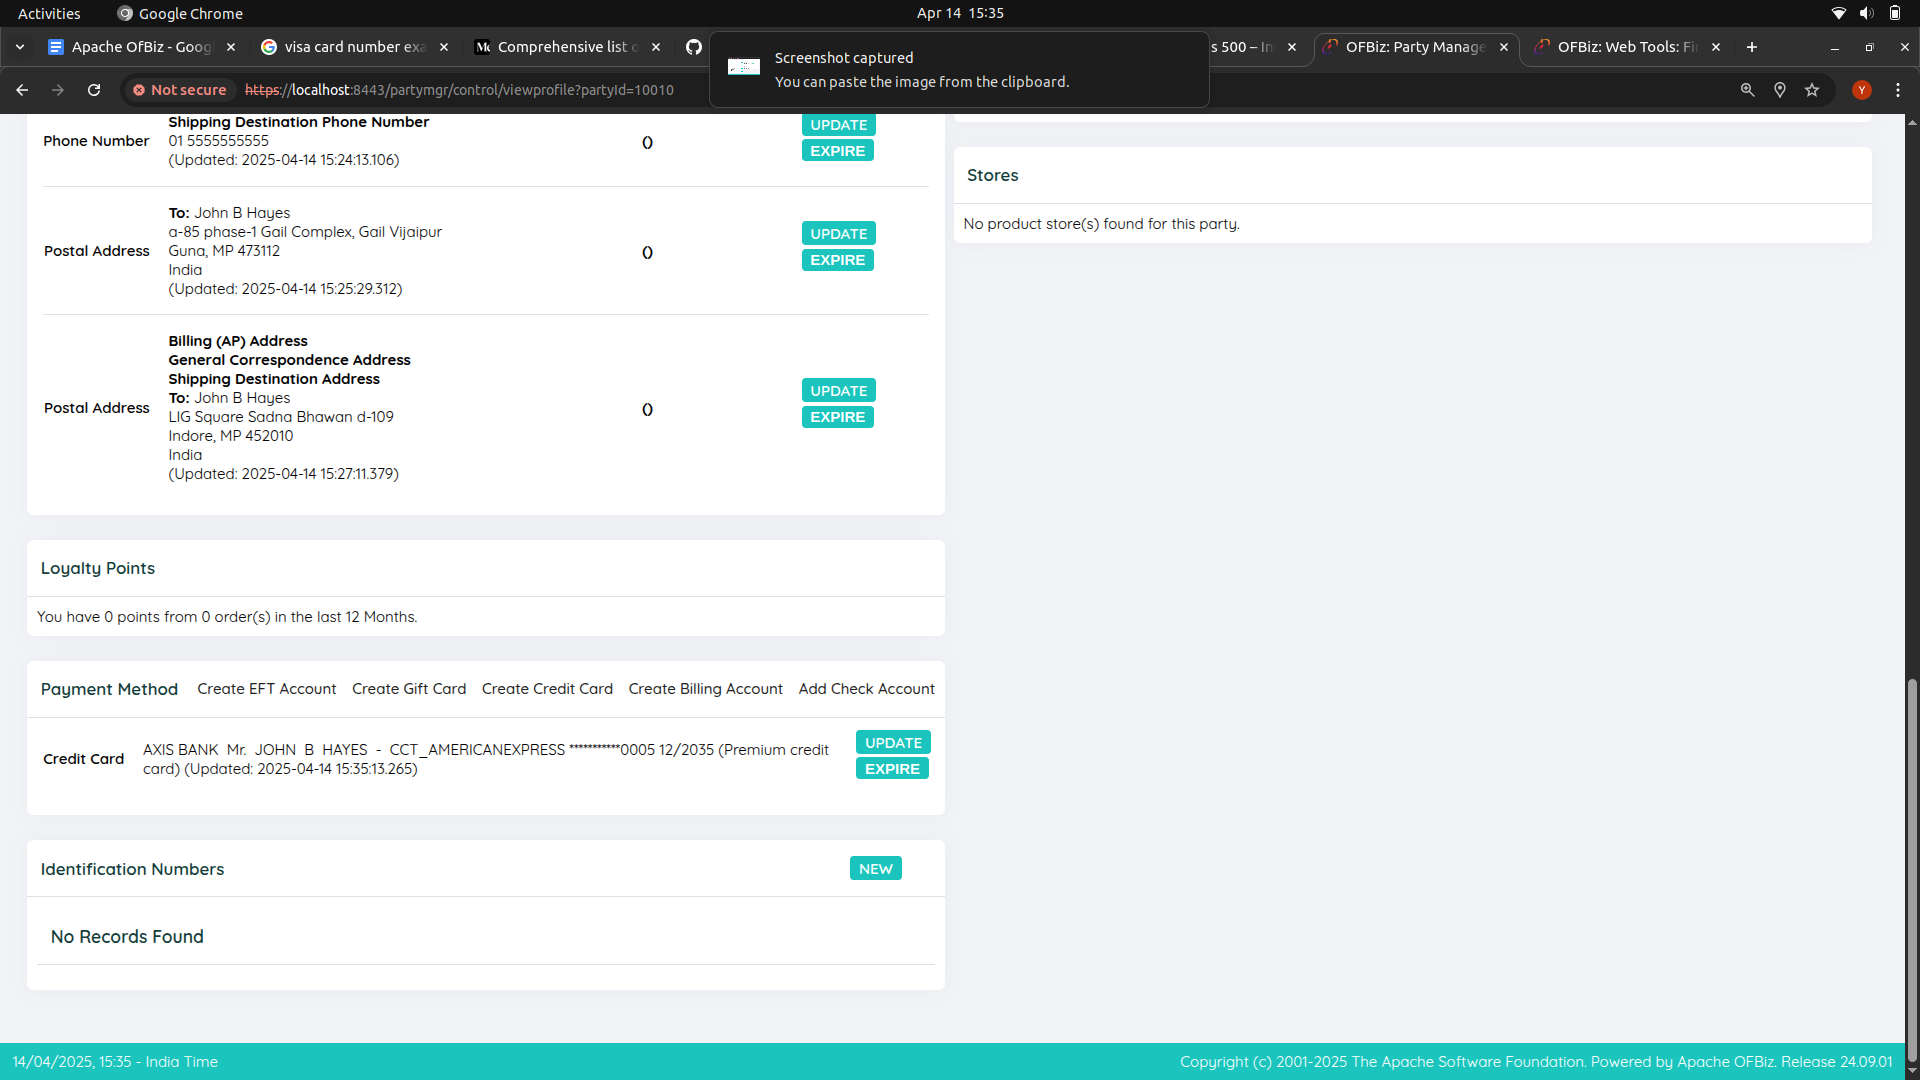 Activities
Google Chrome
Apr 14 15:35
Apache OfBiz - Goog
visa card number exa
Comprehensive list o
s 500 – In
OFBiz: Party Manage
OFBiz: Web Tools: Fi
Screenshot captured
You can paste the image from the clipboard.
Not secure
https://localhost:8443/partymgr/control/viewprofile?partyId=10010
Y
Phone Number
Shipping Destination Phone Number
01 5555555555
(Updated: 2025-04-14 15:24:13.106)
()
UPDATE
EXPIRE
Postal Address
To: John B Hayes
a-85 phase-1 Gail Complex, Gail Vijaipur
Guna, MP 473112
India
(Updated: 2025-04-14 15:25:29.312)
()
UPDATE
EXPIRE
Postal Address
Billing (AP) Address
General Correspondence Address
Shipping Destination Address
To: John B Hayes
LIG Square Sadna Bhawan d-109
Indore, MP 452010
India
(Updated: 2025-04-14 15:27:11.379)
()
UPDATE
EXPIRE
Loyalty Points
You have 0 points from 0 order(s) in the last 12 Months.
Payment Method
Create EFT Account
Create Gift Card
Create Credit Card
Create Billing Account
Add Check Account
Credit Card
AXIS BANK Mr. JOHN B HAYES - CCT_AMERICANEXPRESS ***********0005 12/2035 (Premium credit
card) (Updated: 2025-04-14 15:35:13.265)
UPDATE
EXPIRE
Identification Numbers
NEW
No Records Found
Stores
No product store(s) found for this party.
14/04/2025, 15:35 - India Time
Copyright (c) 2001-2025 The Apache Software Foundation. Powered by Apache OFBiz. Release 24.09.01